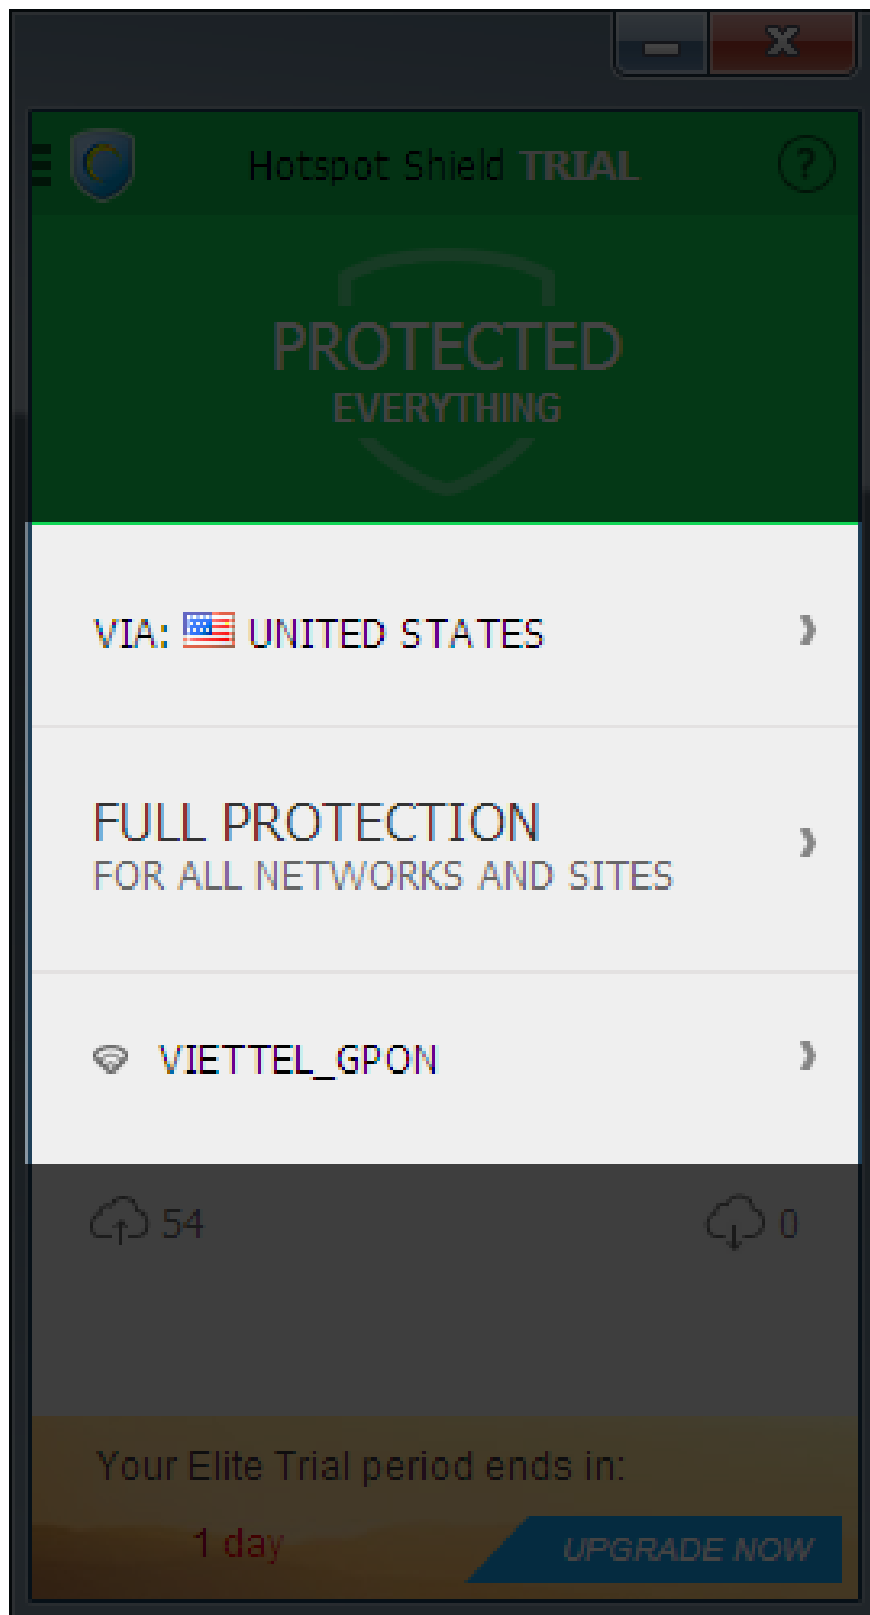 Hotspot Shield TRIAL
?
PROTECTED
EVERYTHING
VIA: UNITED STATES
FULL PROTECTION
FOR ALL NETWORKS AND SITES
VIETTEL_GPON
54 0
Your Elite Trial period ends in:
1 day
UPGRADE NOW